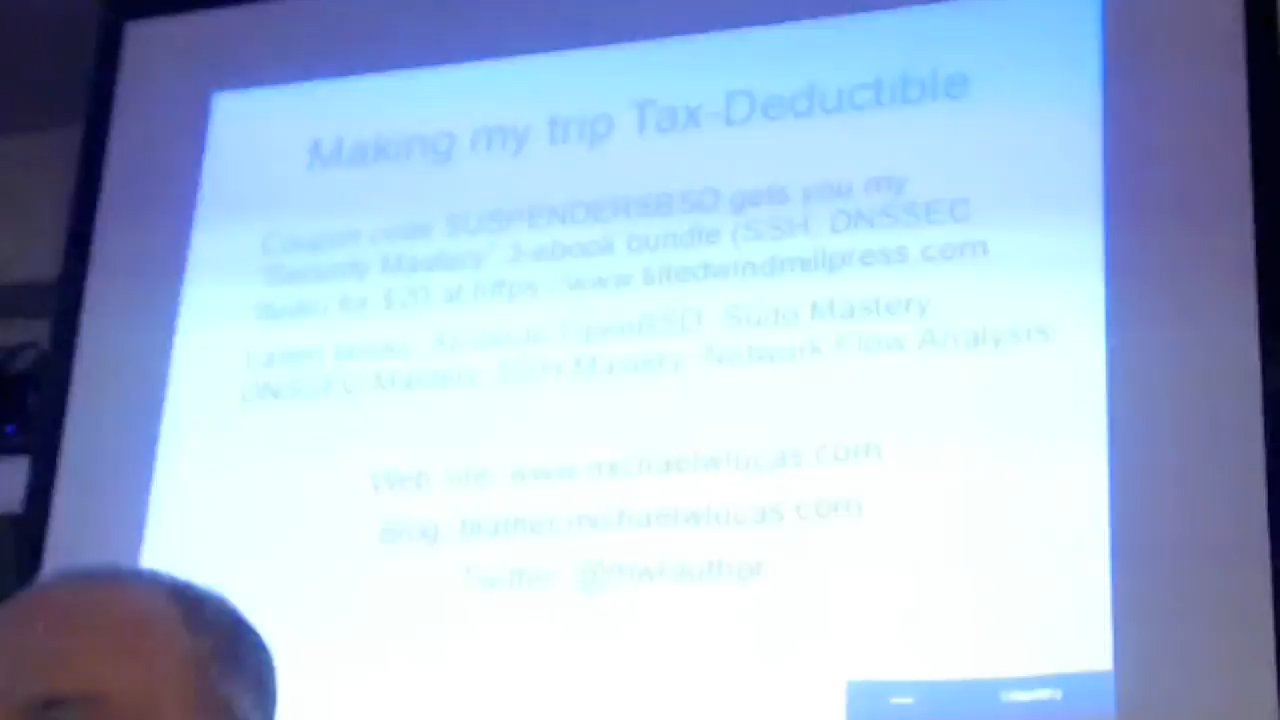 Making my trip Tax-Deductible
Coupon code SUSPENDERSBSD gets you my
"Security Mastery" 3-ebook bundle (SSH, DNSSEC
Sudo) for $20 at https://www.tiltedwindmillpress.com
Latest books: Absolute OpenBSD, Sudo Mastery
DNSSEC Mastery, SSH Mastery, Network Flow Analysis
Web site: www.michaelwlucas.com
Blog: blather.michaelwlucas.com
Twitter: @mwlauthor